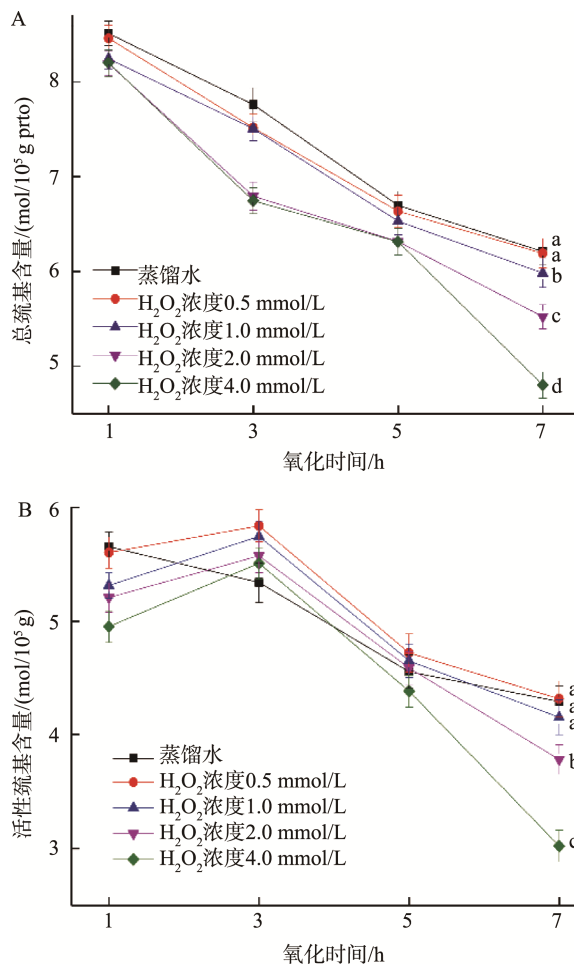 A
总巯基含量/(mol/10⁵ g prto)
8
7
6
5
蒸馏水
H₂O₂浓度0.5 mmol/L
H₂O₂浓度1.0 mmol/L
H₂O₂浓度2.0 mmol/L
H₂O₂浓度4.0 mmol/L
a
a
b
c
d
1 3 5 7
氧化时间/h
B
活性巯基含量/(mol/10⁵ g)
6
5
4
3
蒸馏水
H₂O₂浓度0.5 mmol/L
H₂O₂浓度1.0 mmol/L
H₂O₂浓度2.0 mmol/L
H₂O₂浓度4.0 mmol/L
a
a
a
b
c
1 3 5 7
氧化时间/h